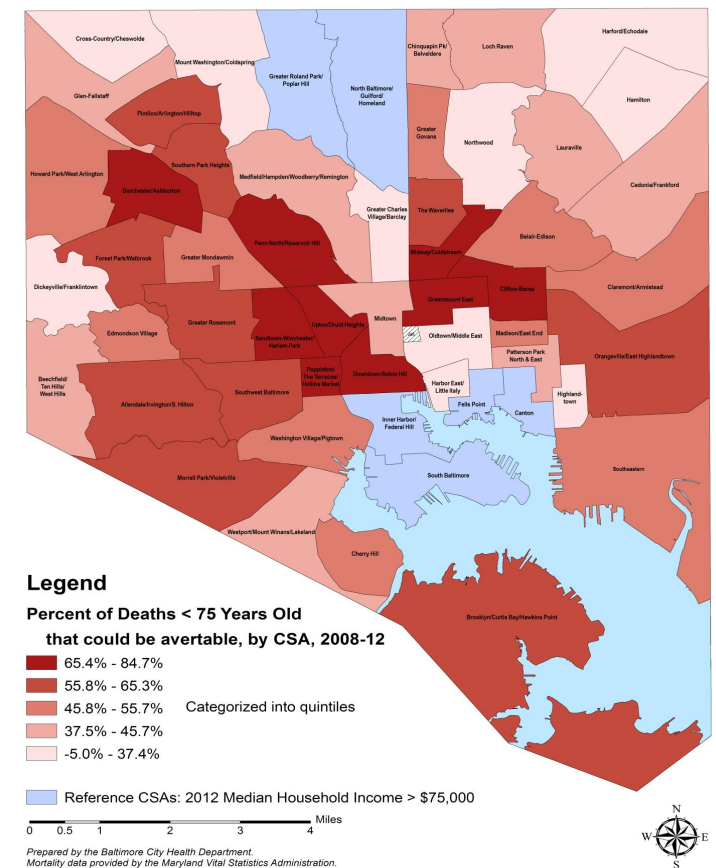 Cross-Country/Cheswolde
Mount Washington/Coldspring
Greater Roland Park/
Poplar Hill
North Baltimore/
Guilford/
Homeland
Chinquapin Pk/
Belvedere
Loch Raven
Harford/Echodale
Glen-Fallstaff
Pimlico/Arlington/Hilltop
Hamilton
Greater
Govans
Northwood
Lauraville
Howard Park/West Arlington
Southern Park Heights
Medfield/Hampden/Woodberry/Remington
Dorchester/Ashburton
Cedonia/Frankford
Greater Charles
Village/Barclay
The Waverlies
Belair-Edison
Penn North/Reservoir Hill
Midway/Coldstream
Forest Park/Walbrook
Greater Mondawmin
Dickeyville/Franklintown
Clifton-Berea
Claremont/Armistead
Greenmount East
Greater Rosemont
Upton/Druid Heights
Midtown
Edmondson Village
Sandtown-Winchester/
Harlem Park
Jail
Oldtown/Middle East
Madison/East End
Patterson Park
North & East
Orangeville/East Highlandtown
Beechfield/
Ten Hills/
West Hills
Poppleton/
The Terraces/
Hollins Market
Downtown/Seton Hill
Harbor East/
Little Italy
Highland-
town
Allendale/Irvington/S. Hilton
Southwest Baltimore
Fells Point
Canton
Inner Harbor/
Federal Hill
Washington Village/Pigtown
South Baltimore
Southeastern
Morrell Park/Violetville
Westport/Mount Winans/Lakeland
Cherry Hill
Brooklyn/Curtis Bay/Hawkins Point
Legend
Percent of Deaths < 75 Years Old
that could be avertable, by CSA, 2008-12
65.4% - 84.7%
55.8% - 65.3%
45.8% - 55.7%
Categorized into quintiles
37.5% - 45.7%
-5.0% - 37.4%
Reference CSAs: 2012 Median Household Income > $75,000
Miles
0 0.5 1 2 3 4
N
W E
S
Prepared by the Baltimore City Health Department.
Mortality data provided by the Maryland Vital Statistics Administration.